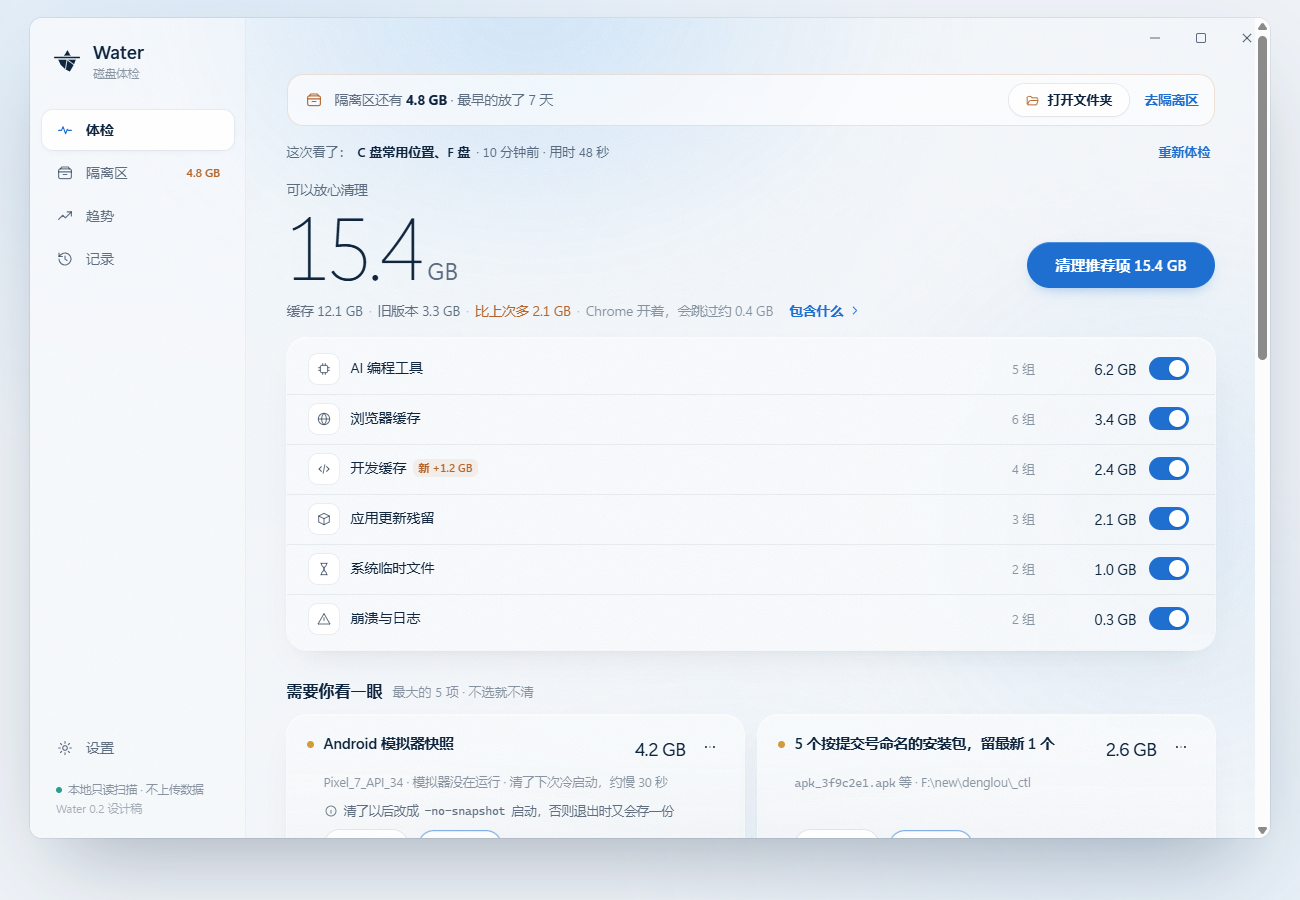 Water
磁盘体检
体检
隔离区 4.8 GB
趋势
记录
设置
本地只读扫描 · 不上传数据
Water 0.2 设计稿
隔离区还有 4.8 GB · 最早的放了 7 天
打开文件夹
去隔离区
这次看了： C 盘常用位置、F 盘 · 10 分钟前 · 用时 48 秒
重新体检
可以放心清理
15.4 GB
清理推荐项 15.4 GB
缓存 12.1 GB · 旧版本 3.3 GB · 比上次多 2.1 GB · Chrome 开着，会跳过约 0.4 GB 包含什么
AI 编程工具 5 组 6.2 GB
浏览器缓存 6 组 3.4 GB
开发缓存 新 +1.2 GB 4 组 2.4 GB
应用更新残留 3 组 2.1 GB
系统临时文件 2 组 1.0 GB
崩溃与日志 2 组 0.3 GB
需要你看一眼 最大的 5 项 · 不选就不清
Android 模拟器快照 4.2 GB ···
Pixel_7_API_34 · 模拟器没在运行 · 清了下次冷启动，约慢 30 秒
清了以后改成 -no-snapshot 启动，否则退出时又会存一份
5 个按提交号命名的安装包，留最新 1 个 2.6 GB ···
apk_3f9c2e1.apk 等 · F:\new\denglou\_ctl